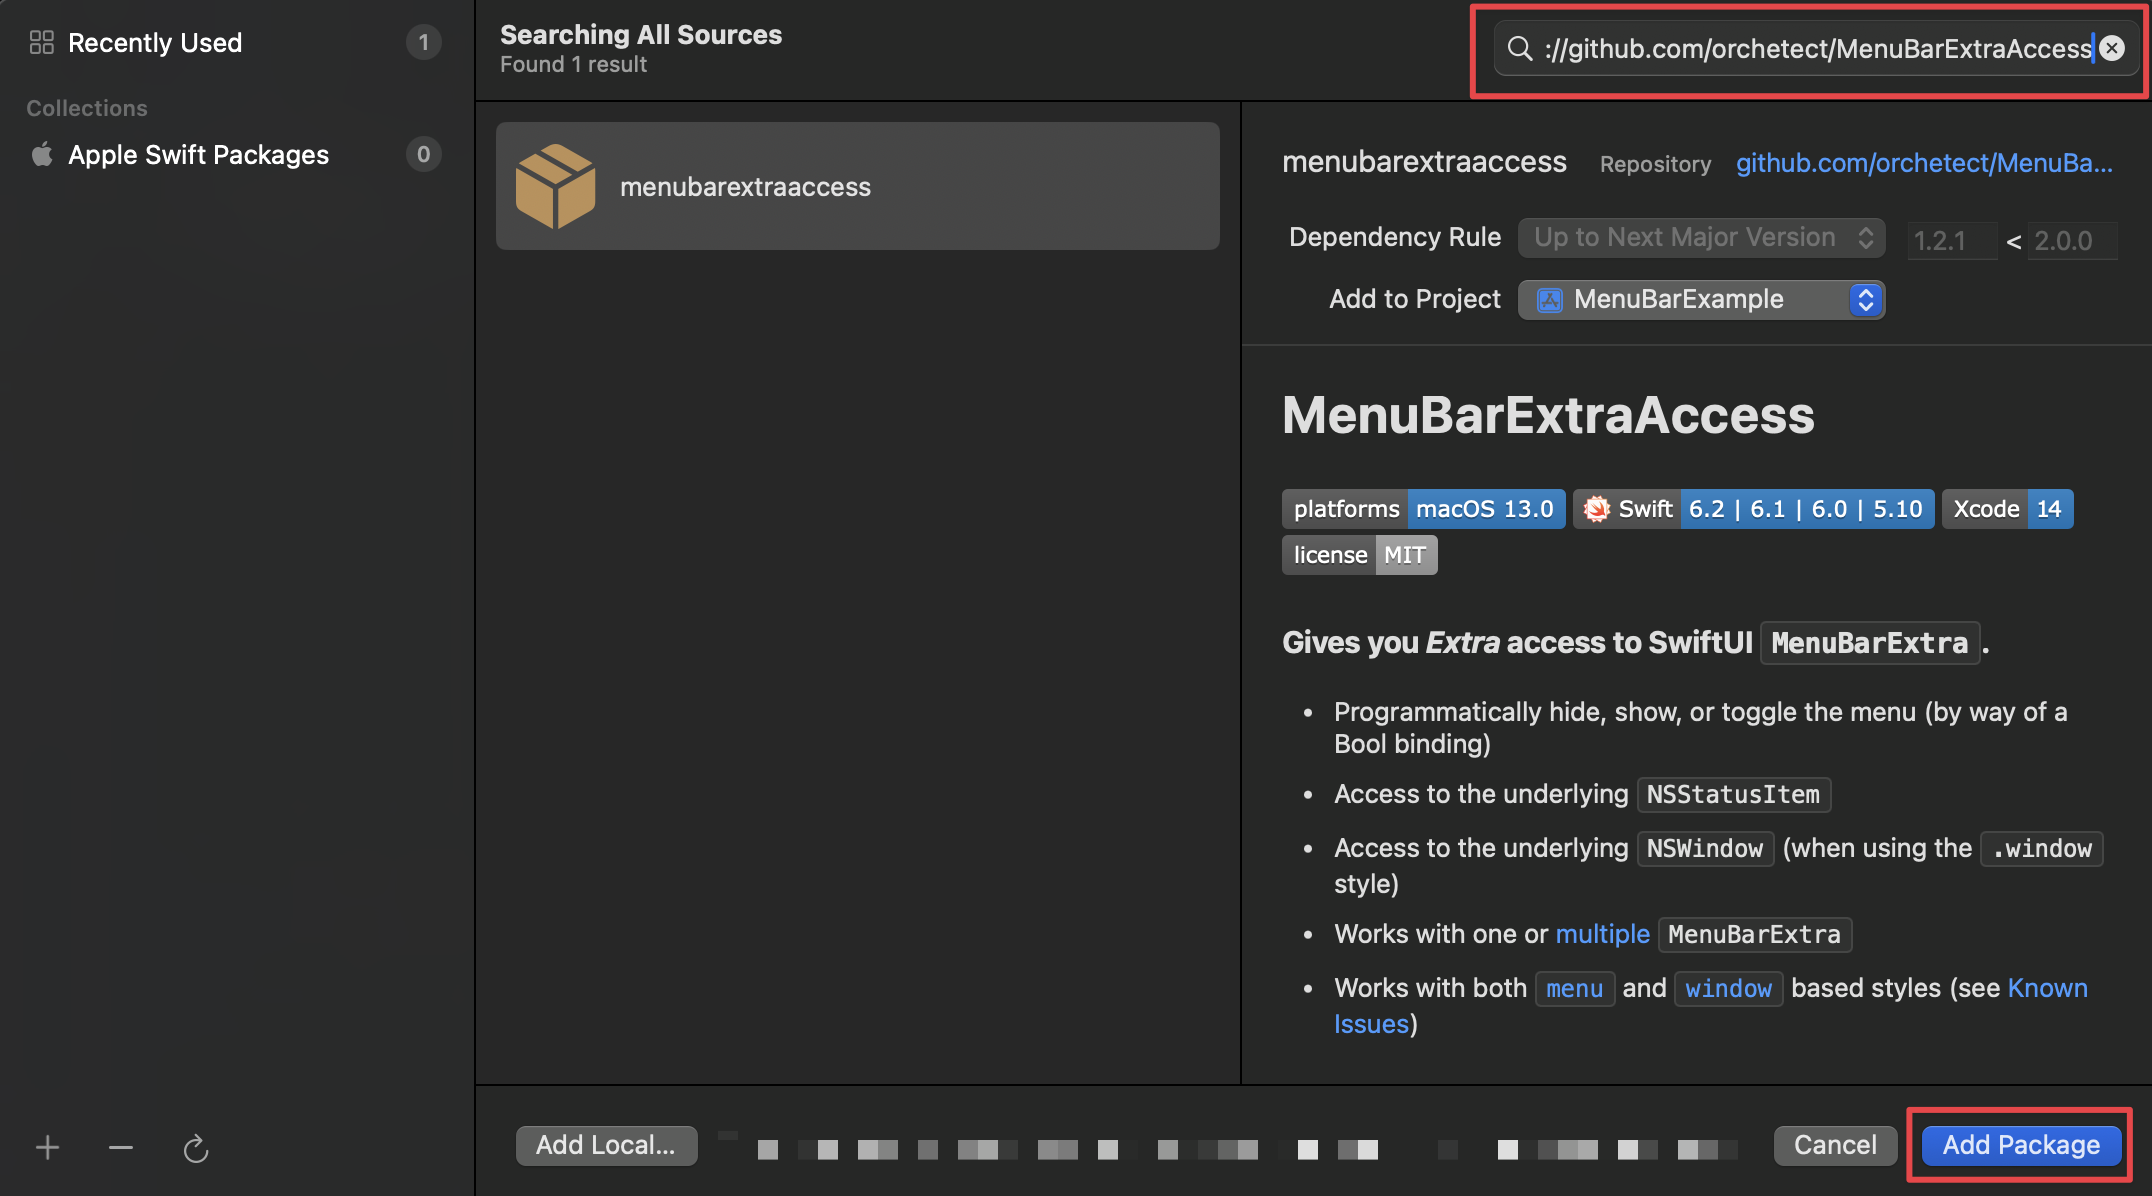 Recently Used 1
Collections
Apple Swift Packages 0
Searching All Sources
Found 1 result
://github.com/orchetect/MenuBarExtraAccess
menubarextraaccess
menubarextraaccess Repository github.com/orchetect/MenuBa...
Dependency Rule Up to Next Major Version 1.2.1 < 2.0.0
Add to Project MenuBarExample
MenuBarExtraAccess
platforms macOS 13.0 Swift 6.2 | 6.1 | 6.0 | 5.10 Xcode 14
license MIT
Gives you Extra access to SwiftUI MenuBarExtra.
• Programmatically hide, show, or toggle the menu (by way of a
Bool binding)
• Access to the underlying NSStatusItem
• Access to the underlying NSWindow (when using the .window
style)
• Works with one or multiple MenuBarExtra
• Works with both menu and window based styles (see Known
Issues)
Add Local... Cancel Add Package